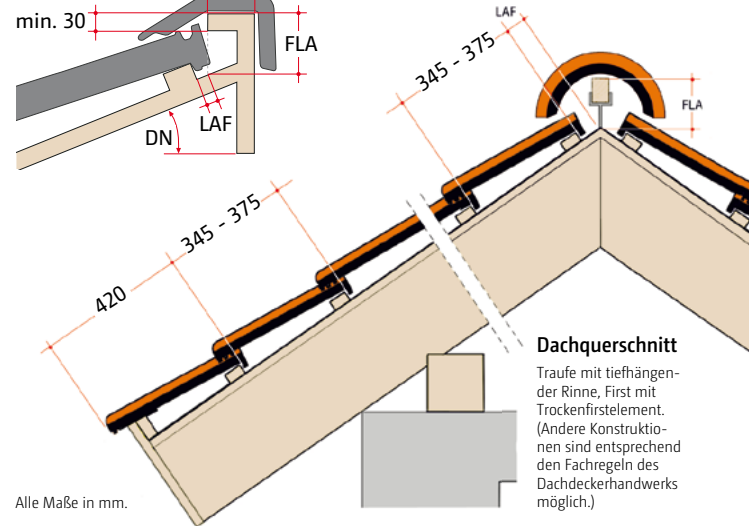 min. 30
FLA
LAF
DN
LAF
345 - 375
FLA
345 - 375
420
Dachquerschnitt
Traufe mit tiefhängen-
der Rinne, First mit
Trockenfirstelement.
(Andere Konstruktio-
nen sind entsprechend
den Fachregeln des
Dachdeckerhandwerks
möglich.)
Alle Maße in mm.